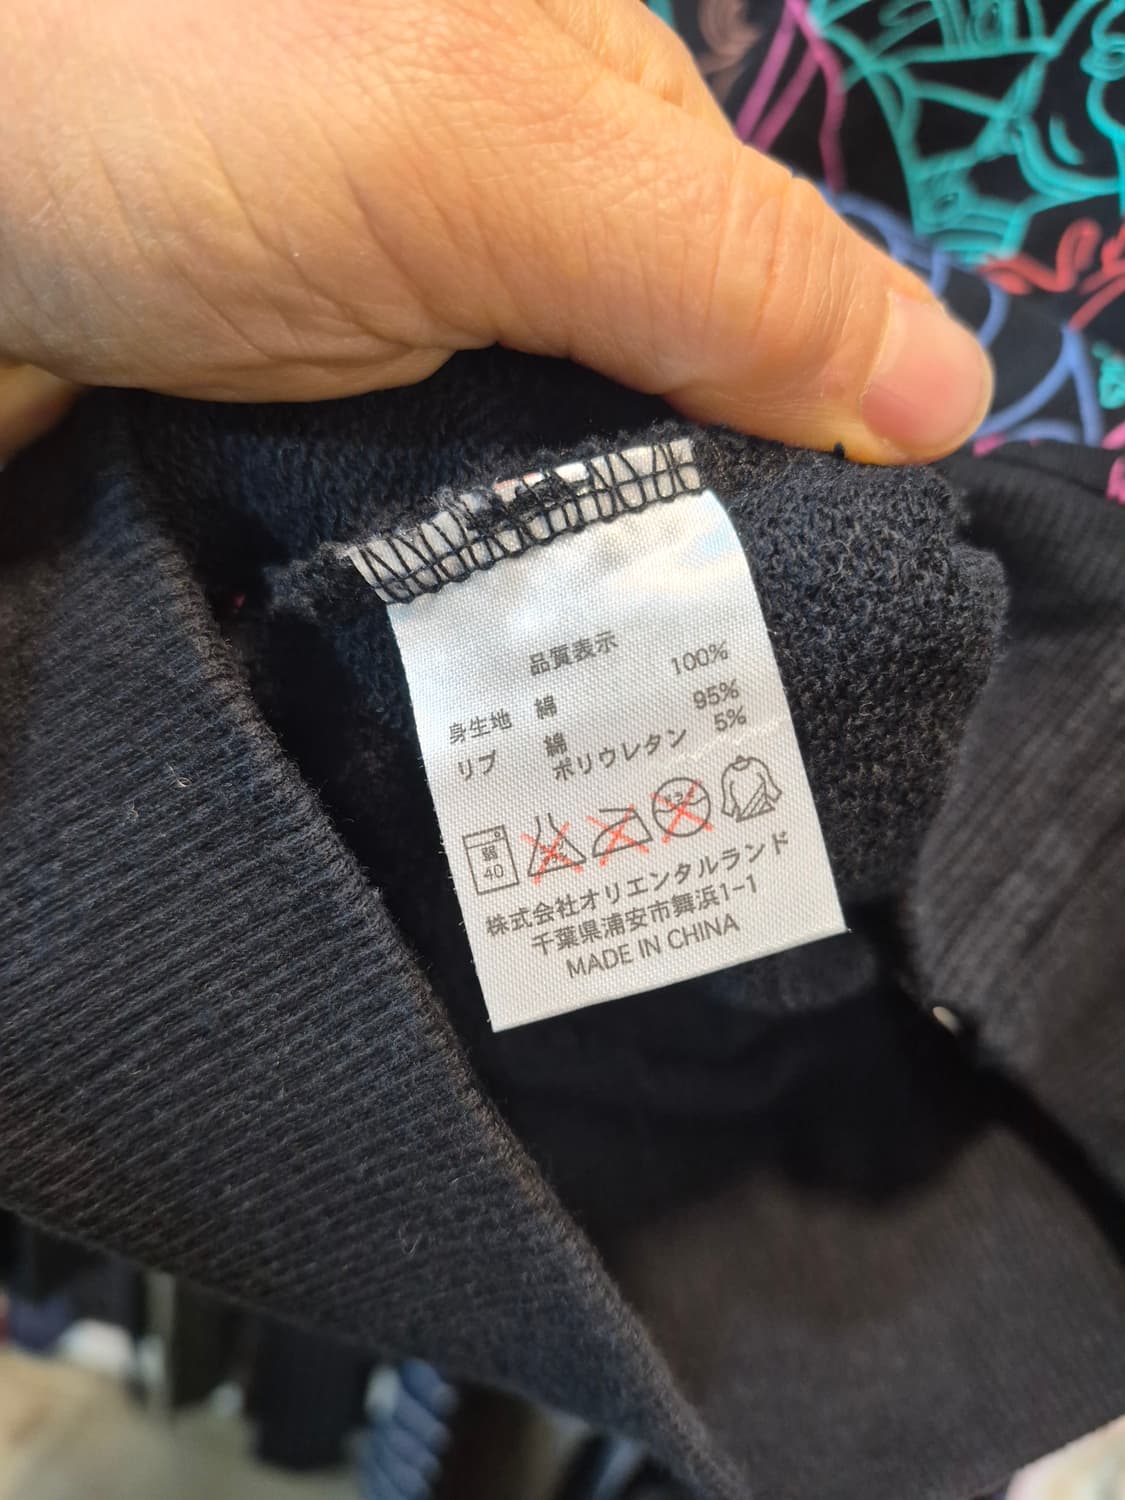 品質表示
身生地 綿 100%
リブ 綿 95%
ポリウレタン 5%
弱
40
株式会社オリエンタルランド
千葉県浦安市舞浜1-1
MADE IN CHINA